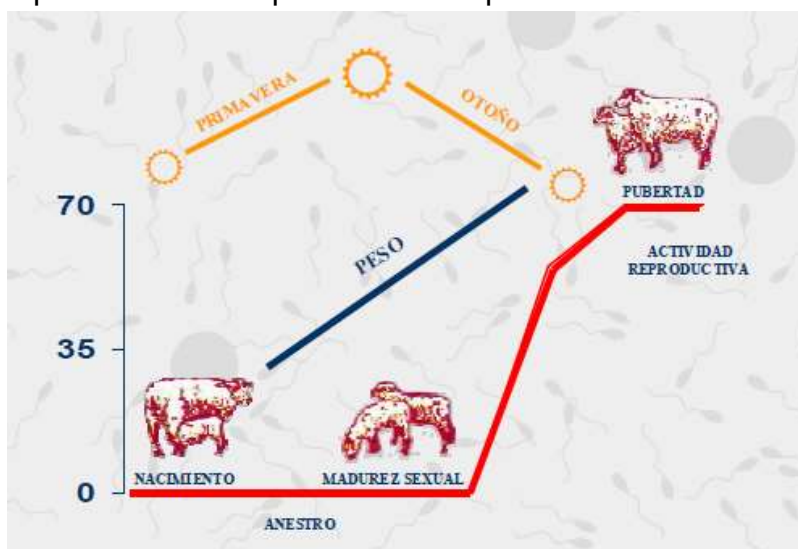 PRIMAVERA
OTOÑO
PUBERTAD
70
ACTIVIDAD
REPRODUCTIVA
PESO
35
NACIMIENTO
MADUREZ SEXUAL
0
ANESTRO